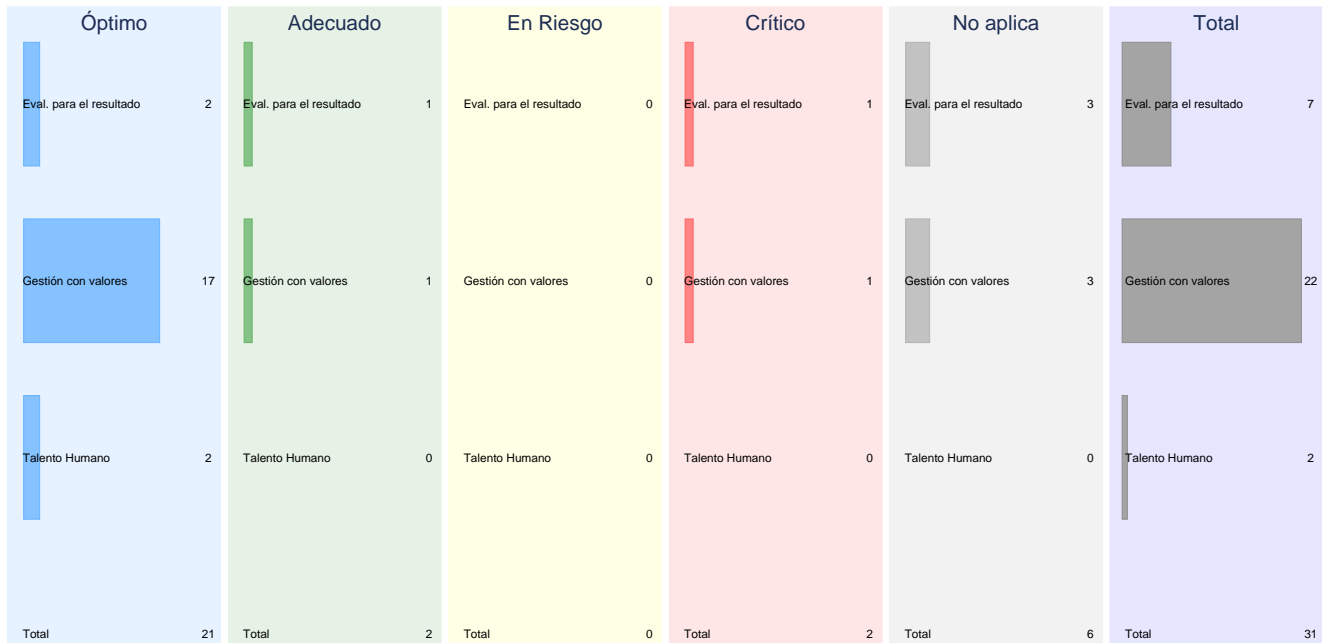 Óptimo
Eval. para el resultado 2
Gestión con valores 17
Talento Humano 2
Total 21
Adecuado
Eval. para el resultado 1
Gestión con valores 1
Talento Humano 0
Total 2
En Riesgo
Eval. para el resultado 0
Gestión con valores 0
Talento Humano 0
Total 0
Crítico
Eval. para el resultado 1
Gestión con valores 1
Talento Humano 0
Total 2
No aplica
Eval. para el resultado 3
Gestión con valores 3
Talento Humano 0
Total 6
Total
Eval. para el resultado 7
Gestión con valores 22
Talento Humano 2
Total 31